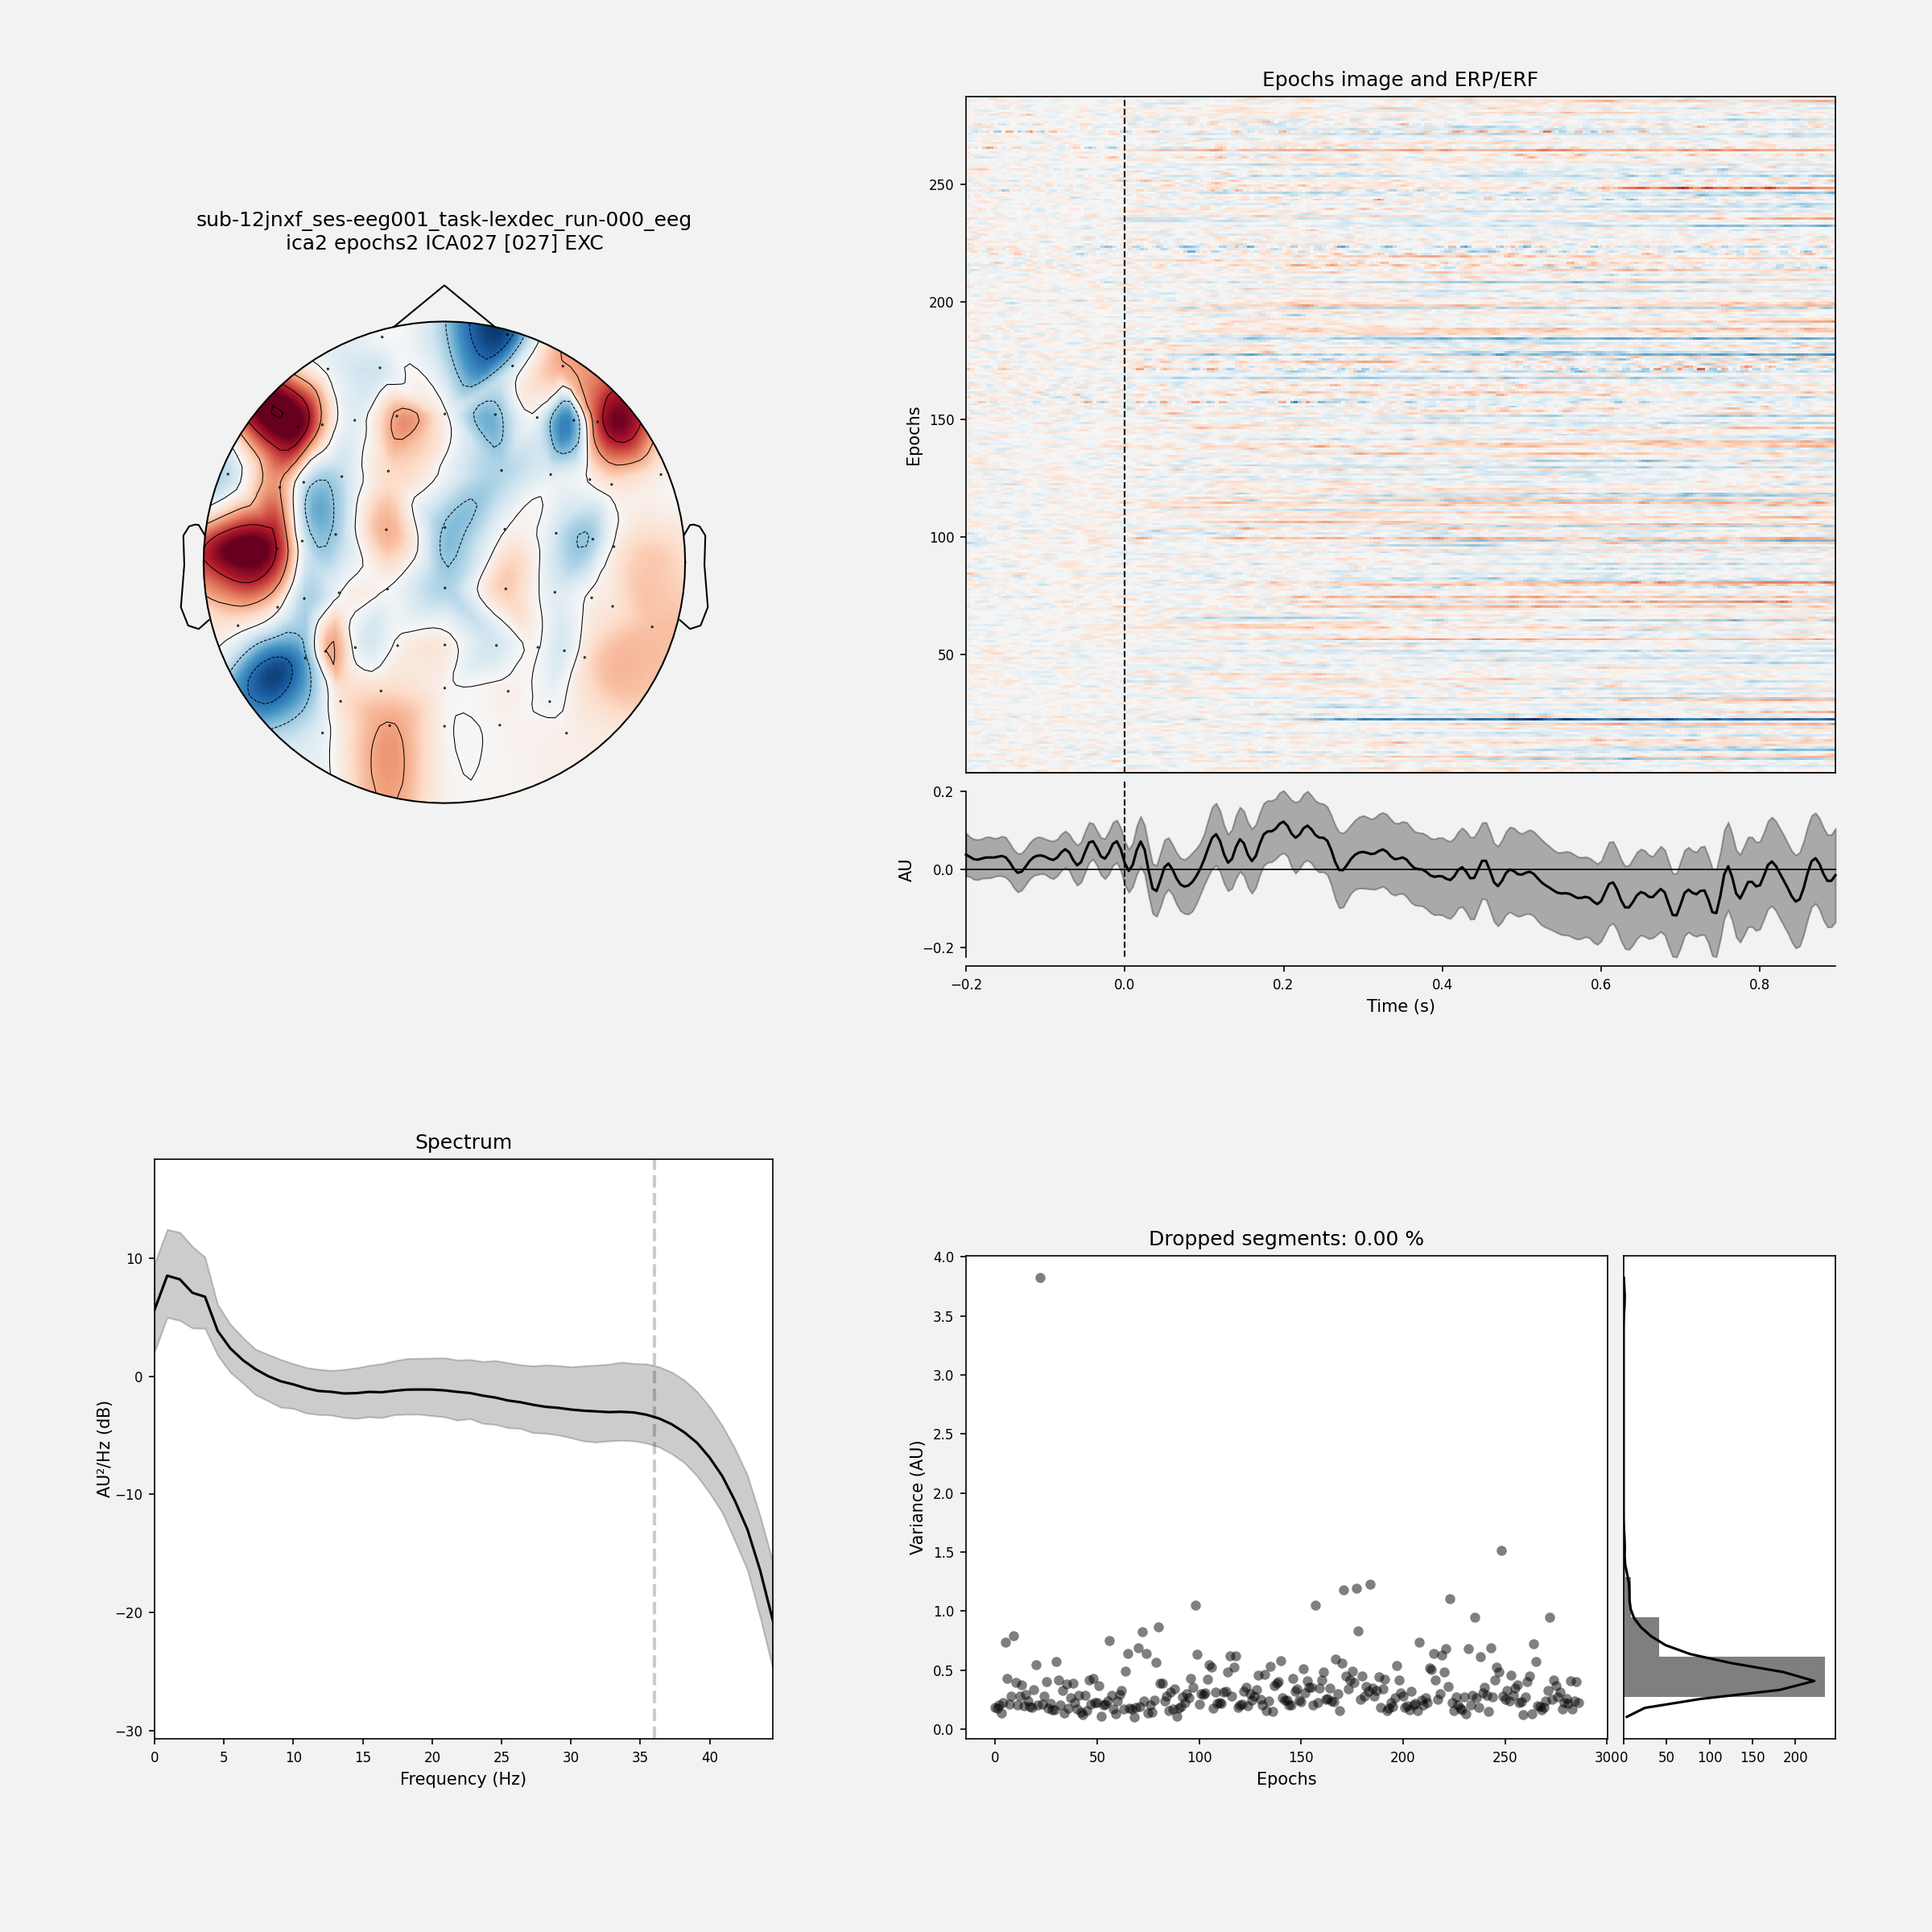 sub-12jnxf_ses-eeg001_task-lexdec_run-000_eeg
ica2 epochs2 ICA027 [027] EXC
Epochs image and ERP/ERF
Epochs
250
200
150
100
50
AU
0.2
0.0
−0.2
−0.2 0.0 0.2 0.4 0.6 0.8
Time (s)
Spectrum
AU²/Hz (dB)
10
0
−10
−20
−30
0 5 10 15 20 25 30 35 40
Frequency (Hz)
Dropped segments: 0.00 %
Variance (AU)
4.0
3.5
3.0
2.5
2.0
1.5
1.0
0.5
0.0
0 50 100 150 200 250 300
Epochs
0 50 100 150 200